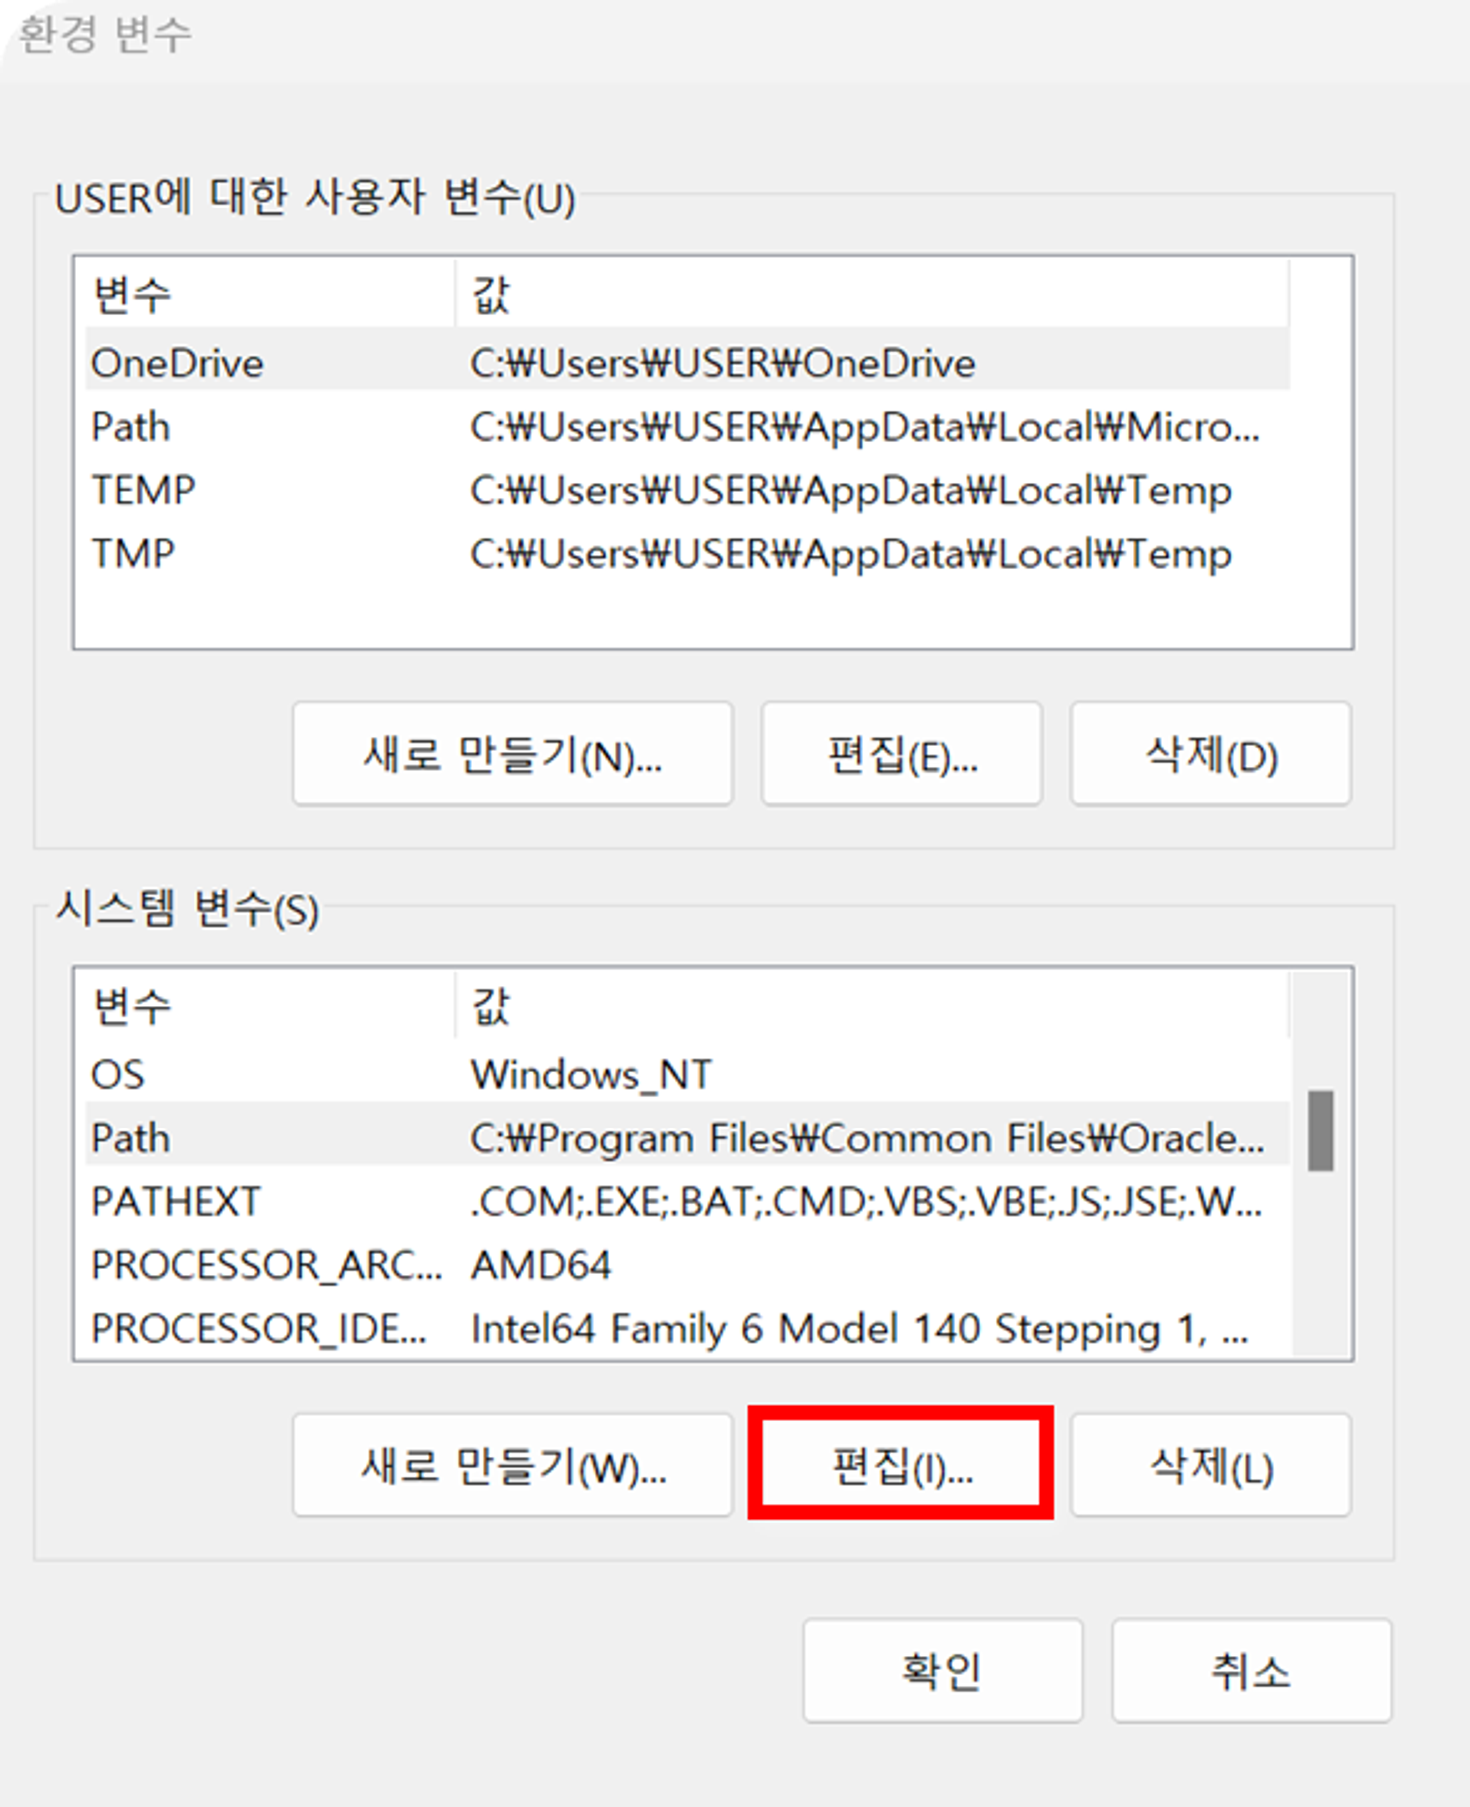 환경 변수
USER에 대한 사용자 변수(U)
변수 값
OneDrive C:₩Users₩USER₩OneDrive
Path C:₩Users₩USER₩AppData₩Local₩Micro...
TEMP C:₩Users₩USER₩AppData₩Local₩Temp
TMP C:₩Users₩USER₩AppData₩Local₩Temp
새로 만들기(N)... 편집(E)... 삭제(D)
시스템 변수(S)
변수 값
OS Windows_NT
Path C:₩Program Files₩Common Files₩Oracle...
PATHEXT .COM;.EXE;.BAT;.CMD;.VBS;.VBE;.JS;.JSE;.W...
PROCESSOR_ARC... AMD64
PROCESSOR_IDE... Intel64 Family 6 Model 140 Stepping 1, ...
새로 만들기(W)... 편집(I)... 삭제(L)
확인 취소